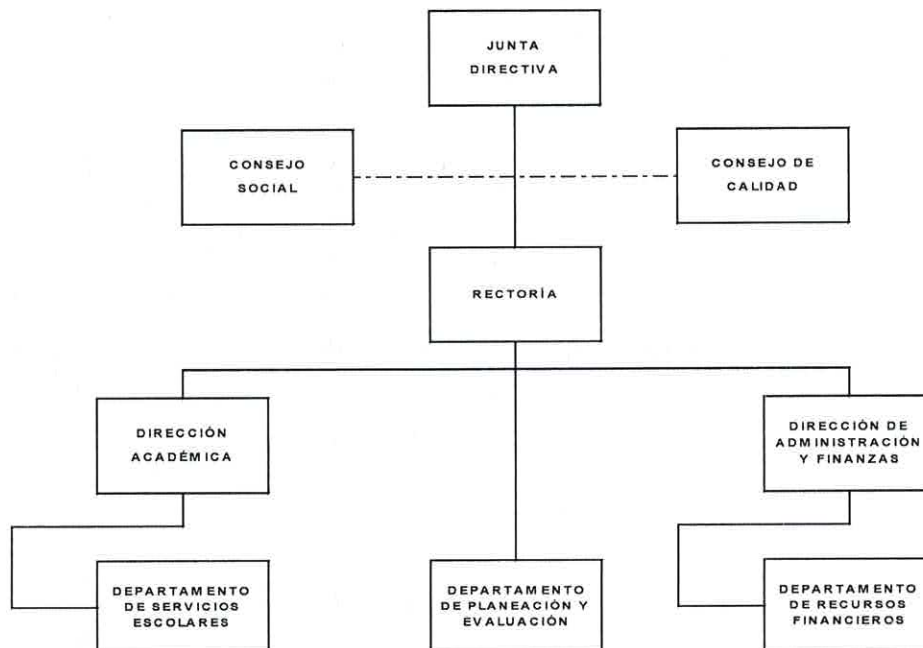 JUNTA
DIRECTIVA
CONSEJO
SOCIAL
CONSEJO DE
CALIDAD
RECTORÍA
DIRECCIÓN
ACADÉMICA
DIRECCIÓN DE
ADMINISTRACIÓN
Y FINANZAS
DEPARTAMENTO
DE SERVICIOS
ESCOLARES
DEPARTAMENTO
DE PLANEACIÓN Y
EVALUACIÓN
DEPARTAMENTO
DE RECURSOS
FINANCIEROS